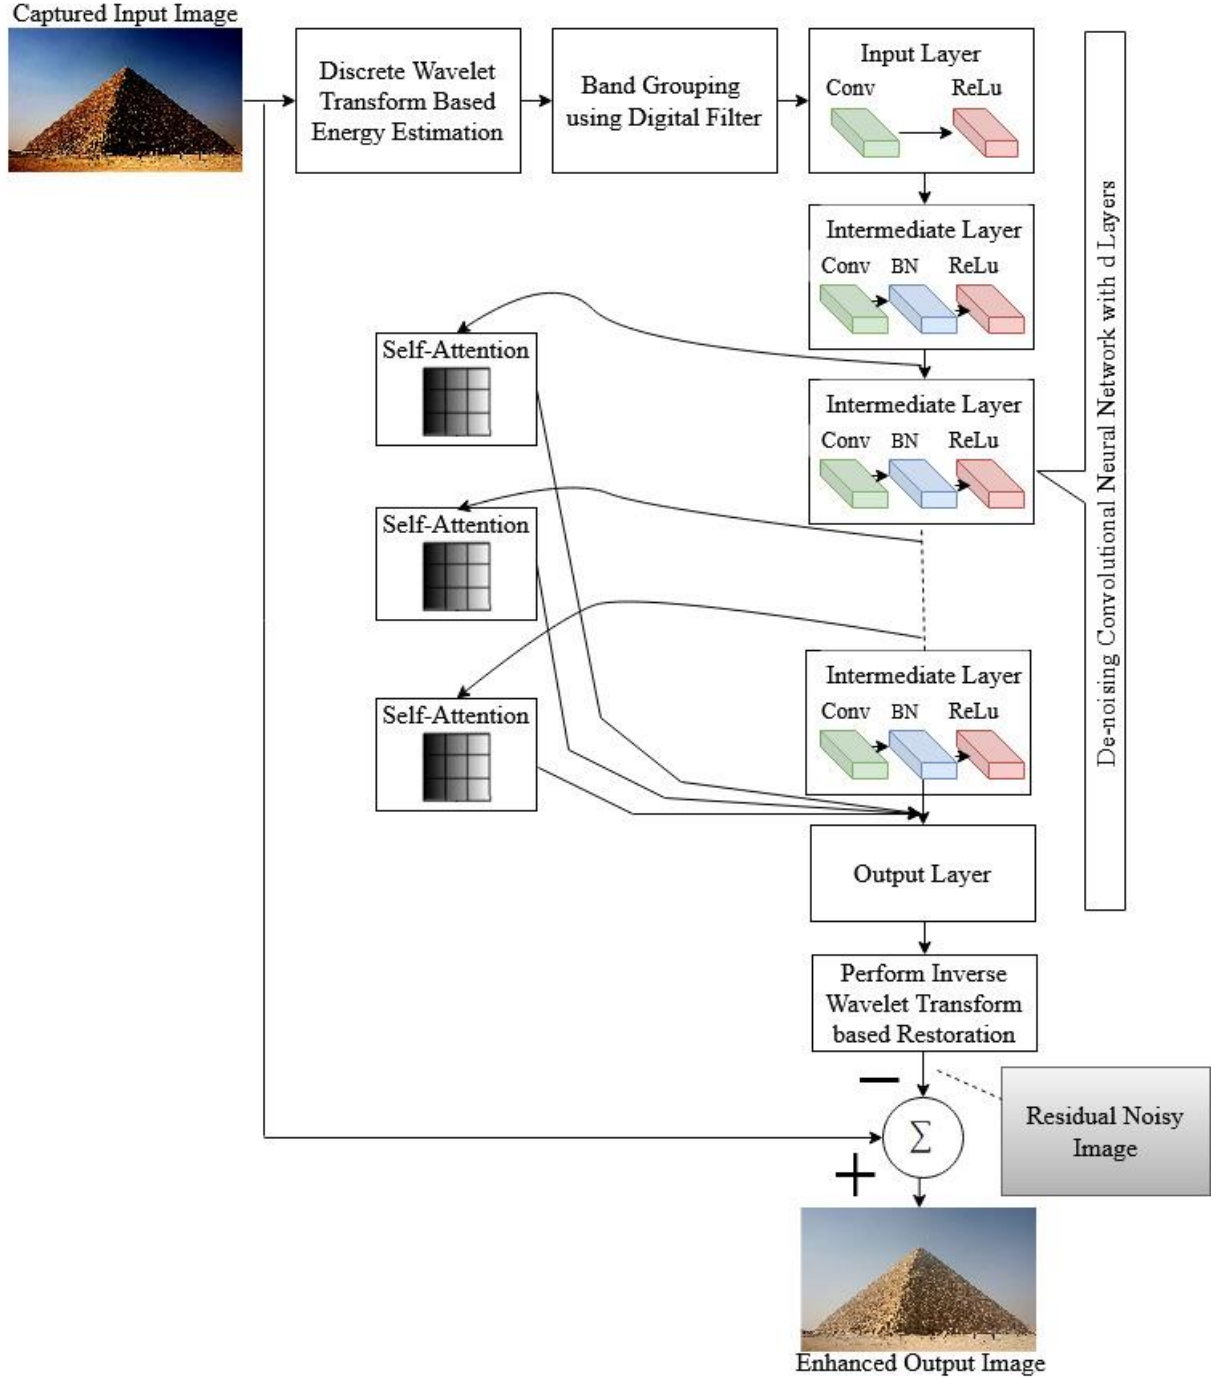 Captured Input Image
Discrete Wavelet
Transform Based
Energy Estimation
Band Grouping
using Digital Filter
Input Layer
Conv
ReLu
Intermediate Layer
Conv
BN
ReLu
Self-Attention
Intermediate Layer
Conv
BN
ReLu
Self-Attention
Intermediate Layer
Conv
BN
ReLu
Self-Attention
De-noising Convolutional Neural Network with d Layers
Output Layer
Perform Inverse
Wavelet Transform
based Restoration
−
Σ
+
Residual Noisy
Image
Enhanced Output Image